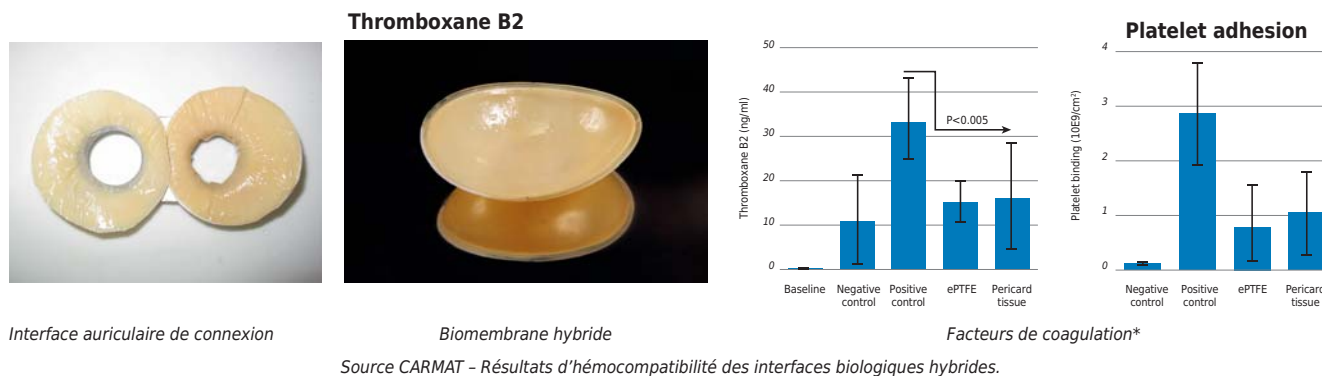 Thromboxane B2
Thromboxane B2 (ng/ml)
50
40
30
20
10
0
P<0.005
Baseline
Negative control
Positive control
ePTFE
Pericard tissue
Platelet adhesion
Platelet binding (10E9/cm²)
4
3
2
1
0
Negative control
Positive control
ePTFE
Pericard tissue
Interface auriculaire de connexion
Biomembrane hybride
Facteurs de coagulation*
Source CARMAT – Résultats d’hémocompatibilité des interfaces biologiques hybrides.